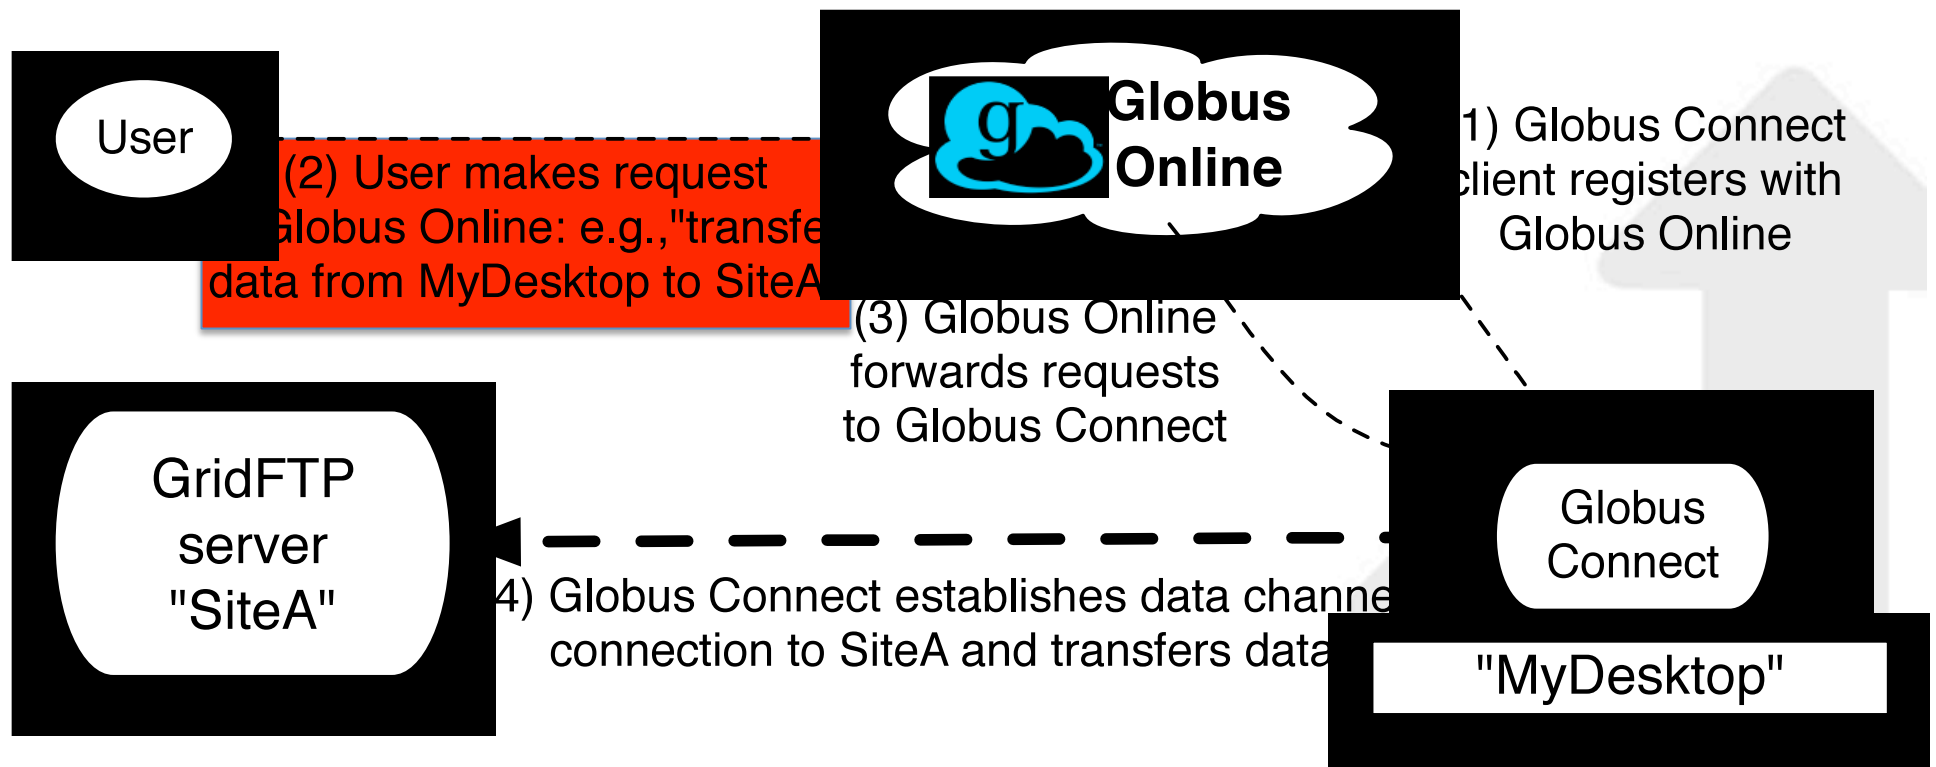 User
(2) User makes request
Globus Online: e.g.,"transfe
data from MyDesktop to SiteA
g
Globus
Online
1) Globus Connect
client registers with
Globus Online
(3) Globus Online
forwards requests
to Globus Connect
GridFTP
server
"SiteA"
4) Globus Connect establishes data channe
connection to SiteA and transfers data
Globus
Connect
"MyDesktop"